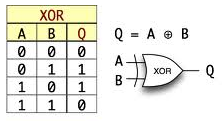 XOR
A B Q
0 0 0
0 1 1
1 0 1
1 1 0
Q = A ⊕ B
A
B
XOR
Q